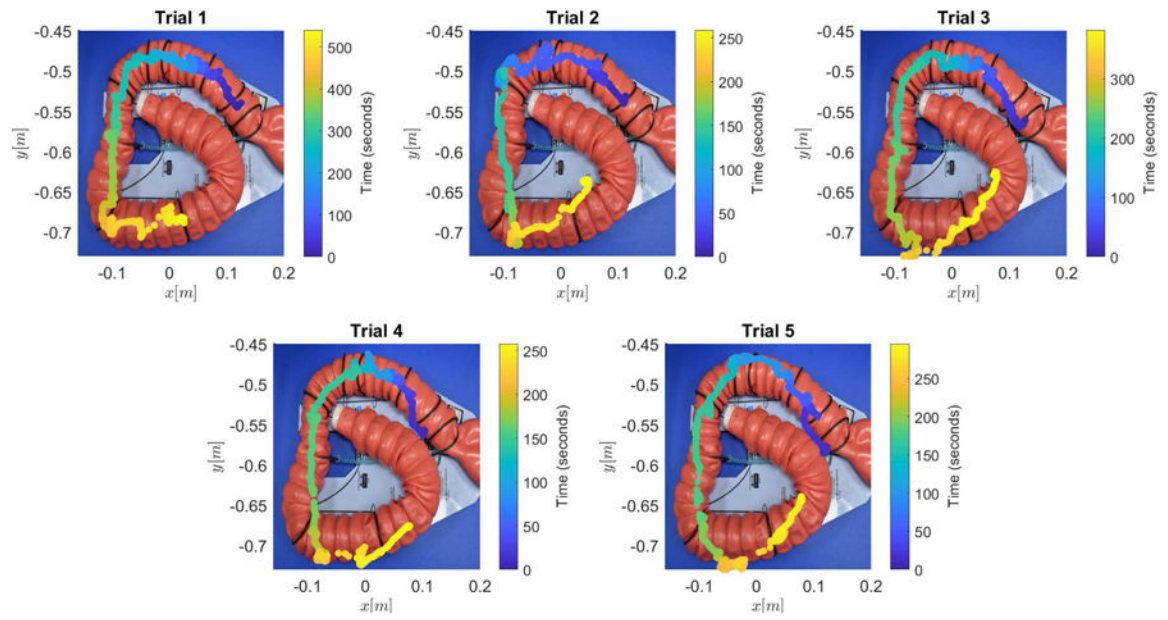 Trial 1
-0.45
-0.5
-0.55
-0.6
-0.65
-0.7
y[m]
-0.1 0 0.1 0.2
x[m]
500
400
300
200
100
0
Time (seconds)
Trial 2
-0.45
-0.5
-0.55
-0.6
-0.65
-0.7
y[m]
-0.1 0 0.1 0.2
x[m]
250
200
150
100
50
0
Time (seconds)
Trial 3
-0.45
-0.5
-0.55
-0.6
-0.65
-0.7
y[m]
-0.1 0 0.1 0.2
x[m]
300
200
100
0
Time (seconds)
Trial 4
-0.45
-0.5
-0.55
-0.6
-0.65
-0.7
y[m]
-0.1 0 0.1 0.2
x[m]
250
200
150
100
50
0
Time (seconds)
Trial 5
-0.45
-0.5
-0.55
-0.6
-0.65
-0.7
y[m]
-0.1 0 0.1 0.2
x[m]
250
200
150
100
50
0
Time (seconds)